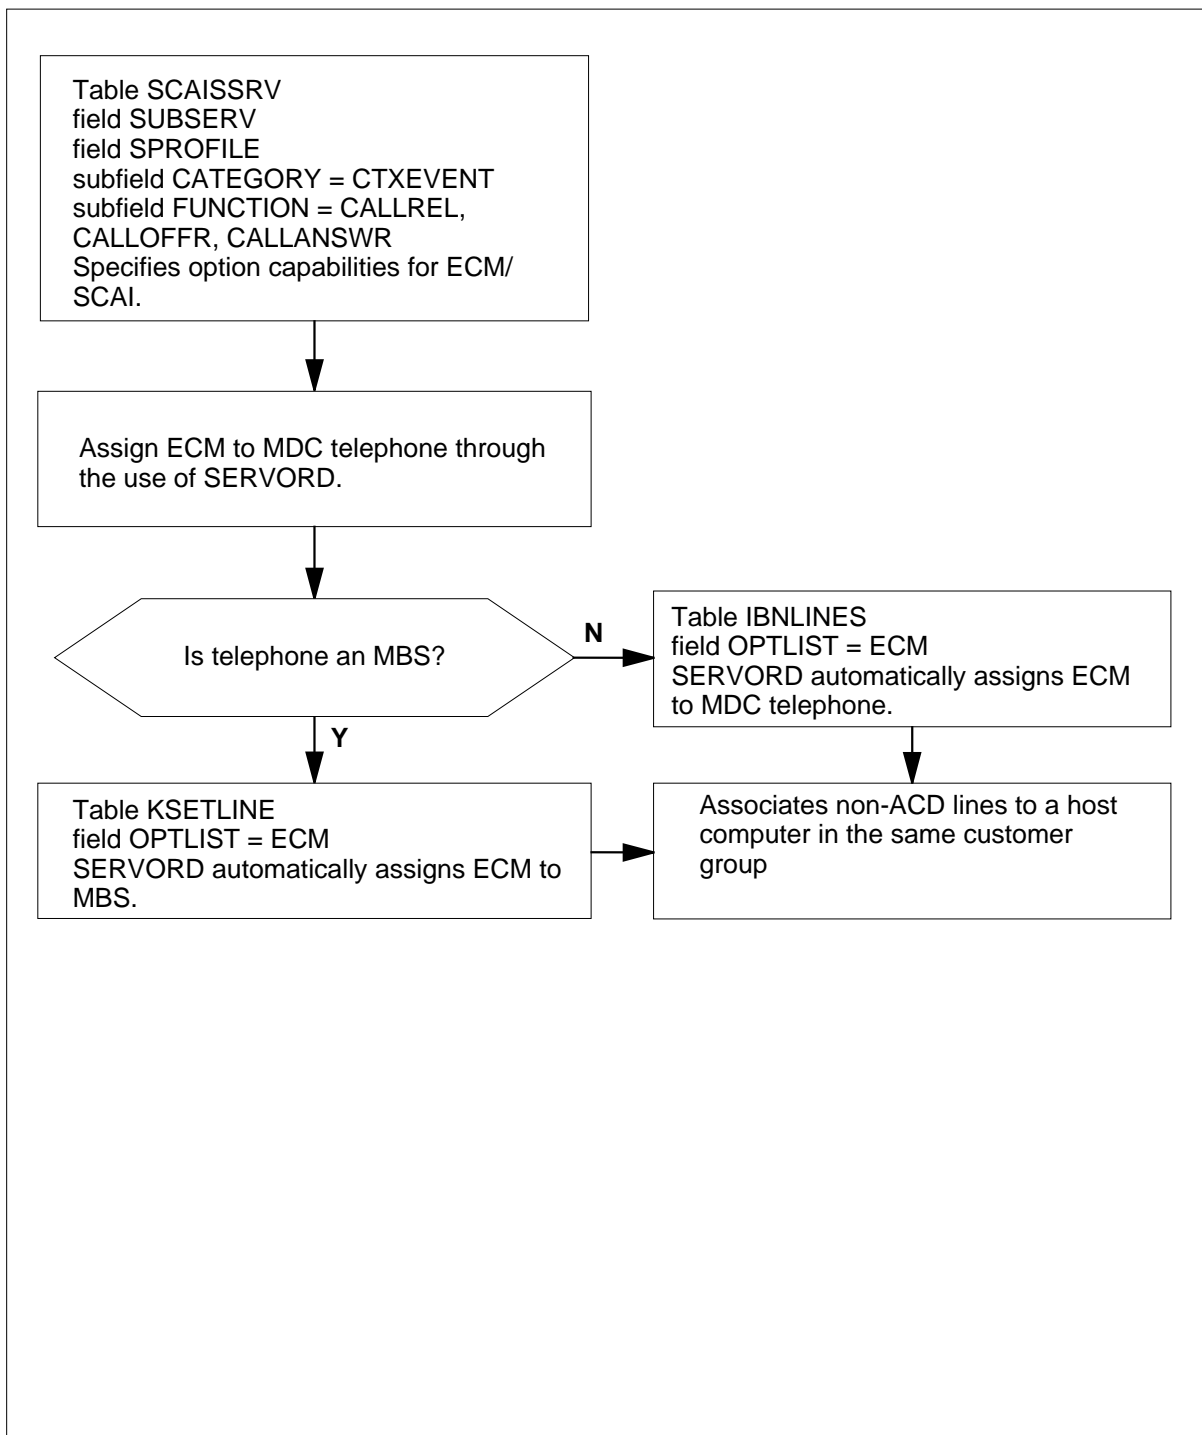 Table SCAISSRV
field SUBSERV
field SPROFILE
subfield CATEGORY = CTXEVENT
subfield FUNCTION = CALLREL,
CALLOFFR, CALLANSWR
Specifies option capabilities for ECM/
SCAI.
Assign ECM to MDC telephone through
the use of SERVORD.
Is telephone an MBS?
N
Table IBNLINES
field OPTLIST = ECM
SERVORD automatically assigns ECM
to MDC telephone.
Y
Table KSETLINE
field OPTLIST = ECM
SERVORD automatically assigns ECM to
MBS.
Associates non-ACD lines to a host
computer in the same customer
group